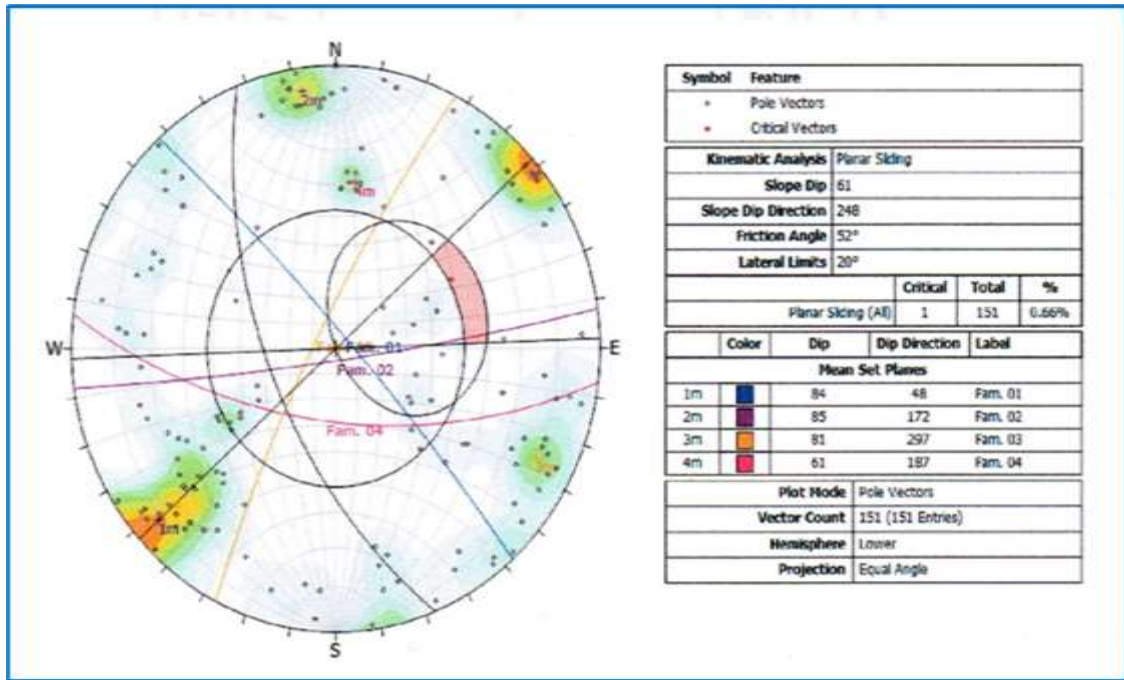 N
2m
4m
W
E
Fam. 01
Fam. 02
Fam. 04
1m
S
Symbol Feature
Pole Vectors
Critical Vectors
Kinematic Analysis Planar Sliding
Slope Dip 61
Slope Dip Direction 248
Friction Angle 52°
Lateral Limits 20°
Critical Total %
Planar Sliding (All) 1 151 0.66%
Color Dip Dip Direction Label
Mean Set Planes
1m 84 48 Fam. 01
2m 85 172 Fam. 02
3m 81 297 Fam. 03
4m 61 187 Fam. 04
Plot Mode Pole Vectors
Vector Count 151 (151 Entries)
Hemisphere Lower
Projection Equal Angle